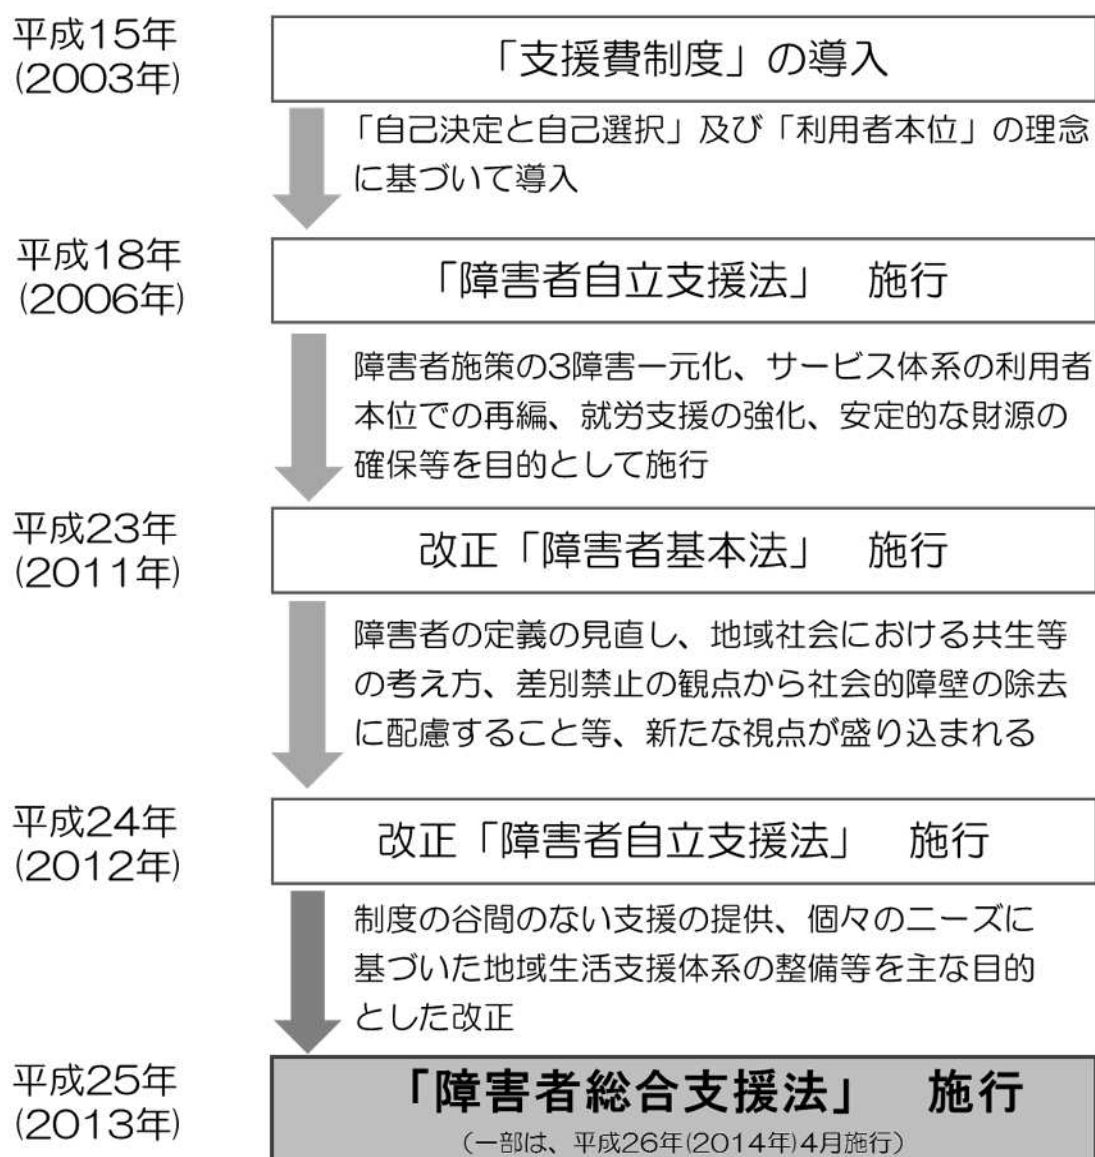 平成15年
(2003年)
「支援費制度」の導入
「自己決定と自己選択」及び「利用者本位」の理念
に基づいて導入
平成18年
(2006年)
「障害者自立支援法」　施行
障害者施策の3障害一元化、サービス体系の利用者
本位での再編、就労支援の強化、安定的な財源の
確保等を目的として施行
平成23年
(2011年)
改正「障害者基本法」　施行
障害者の定義の見直し、地域社会における共生等
の考え方、差別禁止の観点から社会的障壁の除去
に配慮すること等、新たな視点が盛り込まれる
平成24年
(2012年)
改正「障害者自立支援法」　施行
制度の谷間のない支援の提供、個々のニーズに
基づいた地域生活支援体系の整備等を主な目的
とした改正
平成25年
(2013年)
「障害者総合支援法」　施行
（一部は、平成26年(2014年)4月施行）